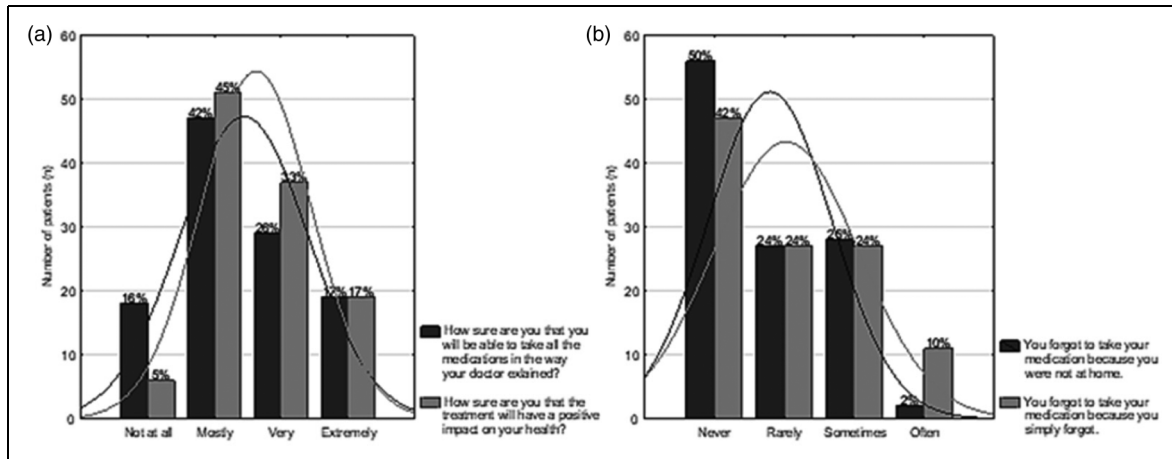 (a)
60
50
40
30
20
10
0
Number of patients (n)
16%
5%
42%
45%
26%
33%
17%
17%
Not at all Mostly Very Extremely
How sure are you that you
will be able to take all the
medications in the way
your doctor exlained?
How sure are you that the
treatment will have a positive
impact on your health?
(b)
60
50
40
30
20
10
0
Number of patients (n)
50%
42%
24%
24%
25%
24%
2%
10%
Never Rarely Sometimes Often
You forgot to take your
medication because you
were not at home.
You forgot to take your
medication because you
simply forgot.